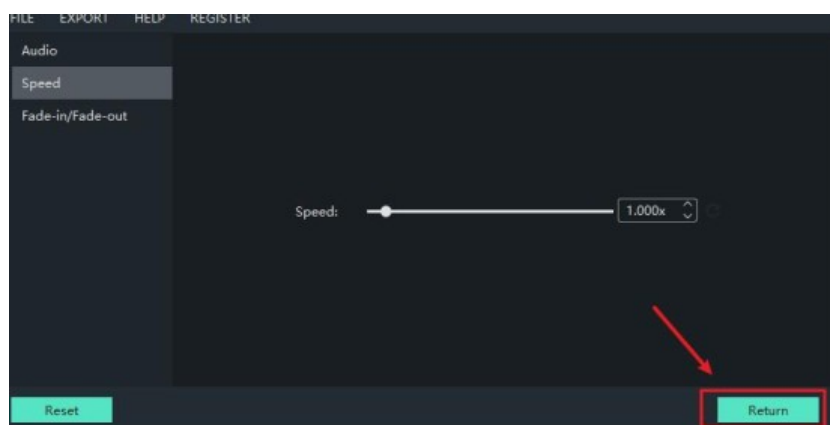 FILE EXPORT HELP REGISTER
Audio
Speed
Fade-in/Fade-out
Speed: 1.000x
Reset Return